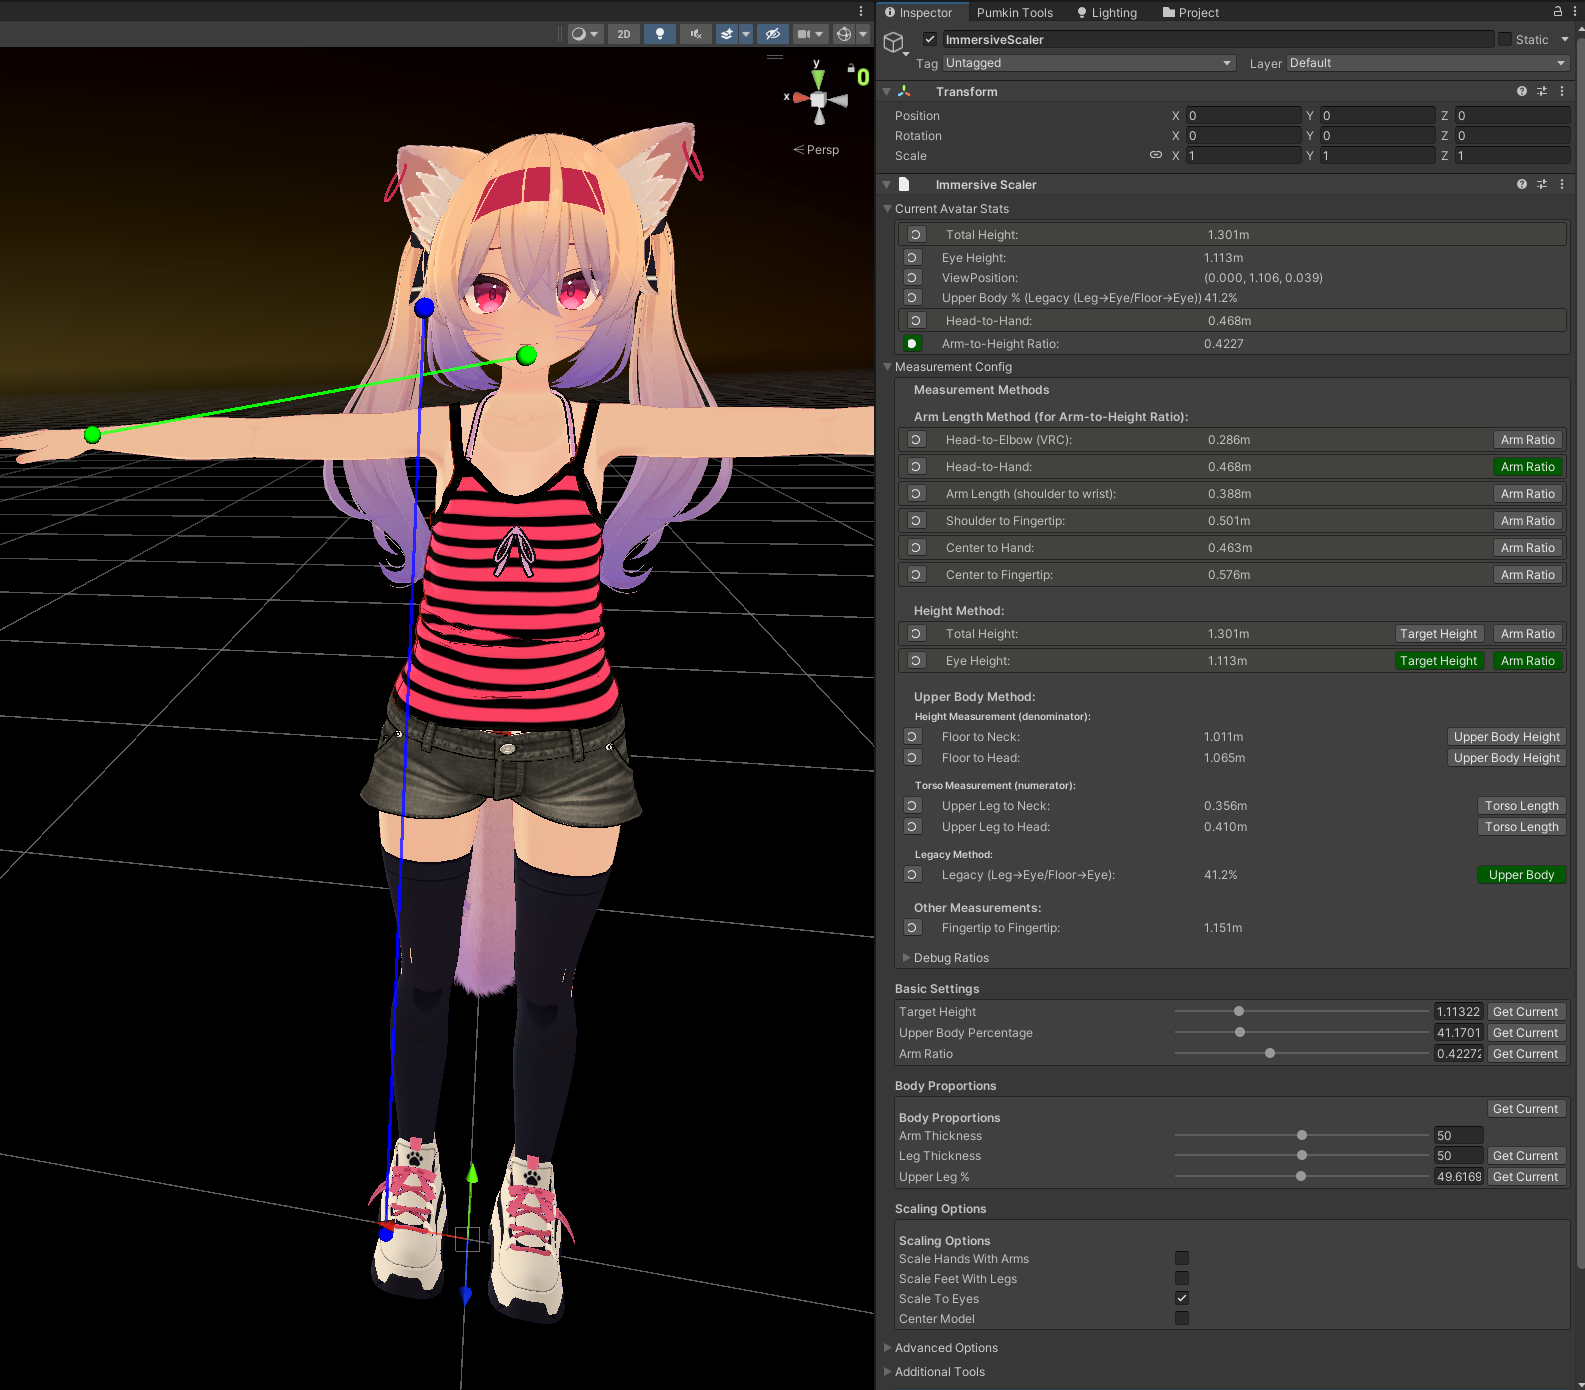 Inspector
Pumkin Tools
Lighting
Project
2D
ImmersiveScaler
Static
Tag Untagged
Layer Default
y
x
0
Persp
Transform
Position X 0 Y 0 Z 0
Rotation X 0 Y 0 Z 0
Scale X 1 Y 1 Z 1
Immersive Scaler
Current Avatar Stats
Total Height: 1.301m
Eye Height: 1.113m
ViewPosition: (0.000, 1.106, 0.039)
Upper Body % (Legacy (Leg→Eye/Floor→Eye)) 41.2%
Head-to-Hand: 0.468m
Arm-to-Height Ratio: 0.4227
Measurement Config
Measurement Methods
Arm Length Method (for Arm-to-Height Ratio):
Head-to-Elbow (VRC): 0.286m Arm Ratio
Head-to-Hand: 0.468m Arm Ratio
Arm Length (shoulder to wrist): 0.388m Arm Ratio
Shoulder to Fingertip: 0.501m Arm Ratio
Center to Hand: 0.463m Arm Ratio
Center to Fingertip: 0.576m Arm Ratio
Height Method:
Total Height: 1.301m Target Height Arm Ratio
Eye Height: 1.113m Target Height Arm Ratio
Upper Body Method:
Height Measurement (denominator):
Floor to Neck: 1.011m Upper Body Height
Floor to Head: 1.065m Upper Body Height
Torso Measurement (numerator):
Upper Leg to Neck: 0.356m Torso Length
Upper Leg to Head: 0.410m Torso Length
Legacy Method:
Legacy (Leg→Eye/Floor→Eye): 41.2% Upper Body
Other Measurements:
Fingertip to Fingertip: 1.151m
Debug Ratios
Basic Settings
Target Height 1.11322 Get Current
Upper Body Percentage 41.1701 Get Current
Arm Ratio 0.42272 Get Current
Body Proportions
Get Current
Body Proportions
Arm Thickness 50
Leg Thickness 50 Get Current
Upper Leg % 49.6169 Get Current
Scaling Options
Scaling Options
Scale Hands With Arms
Scale Feet With Legs
Scale To Eyes
Center Model
Advanced Options
Additional Tools